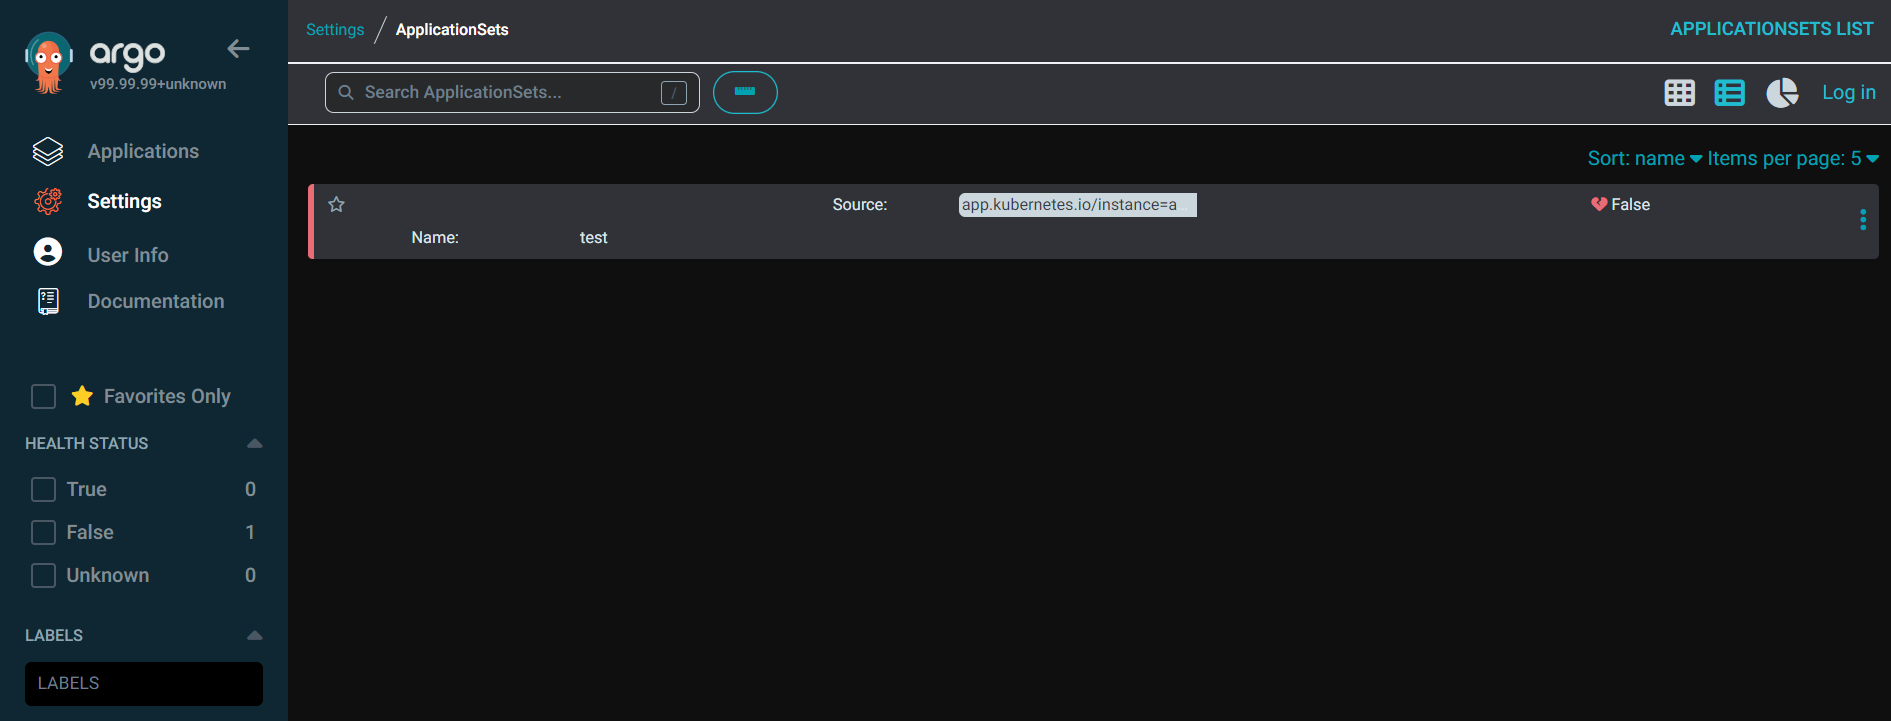 argo
v99.99.99+unknown
Applications
Settings
User Info
Documentation
Favorites Only
HEALTH STATUS
True 0
False 1
Unknown 0
LABELS
LABELS
Settings / ApplicationSets
APPLICATIONSETS LIST
Search ApplicationSets... /
Log in
Sort: name Items per page: 5
Source: app.kubernetes.io/instance=a... False
Name: test